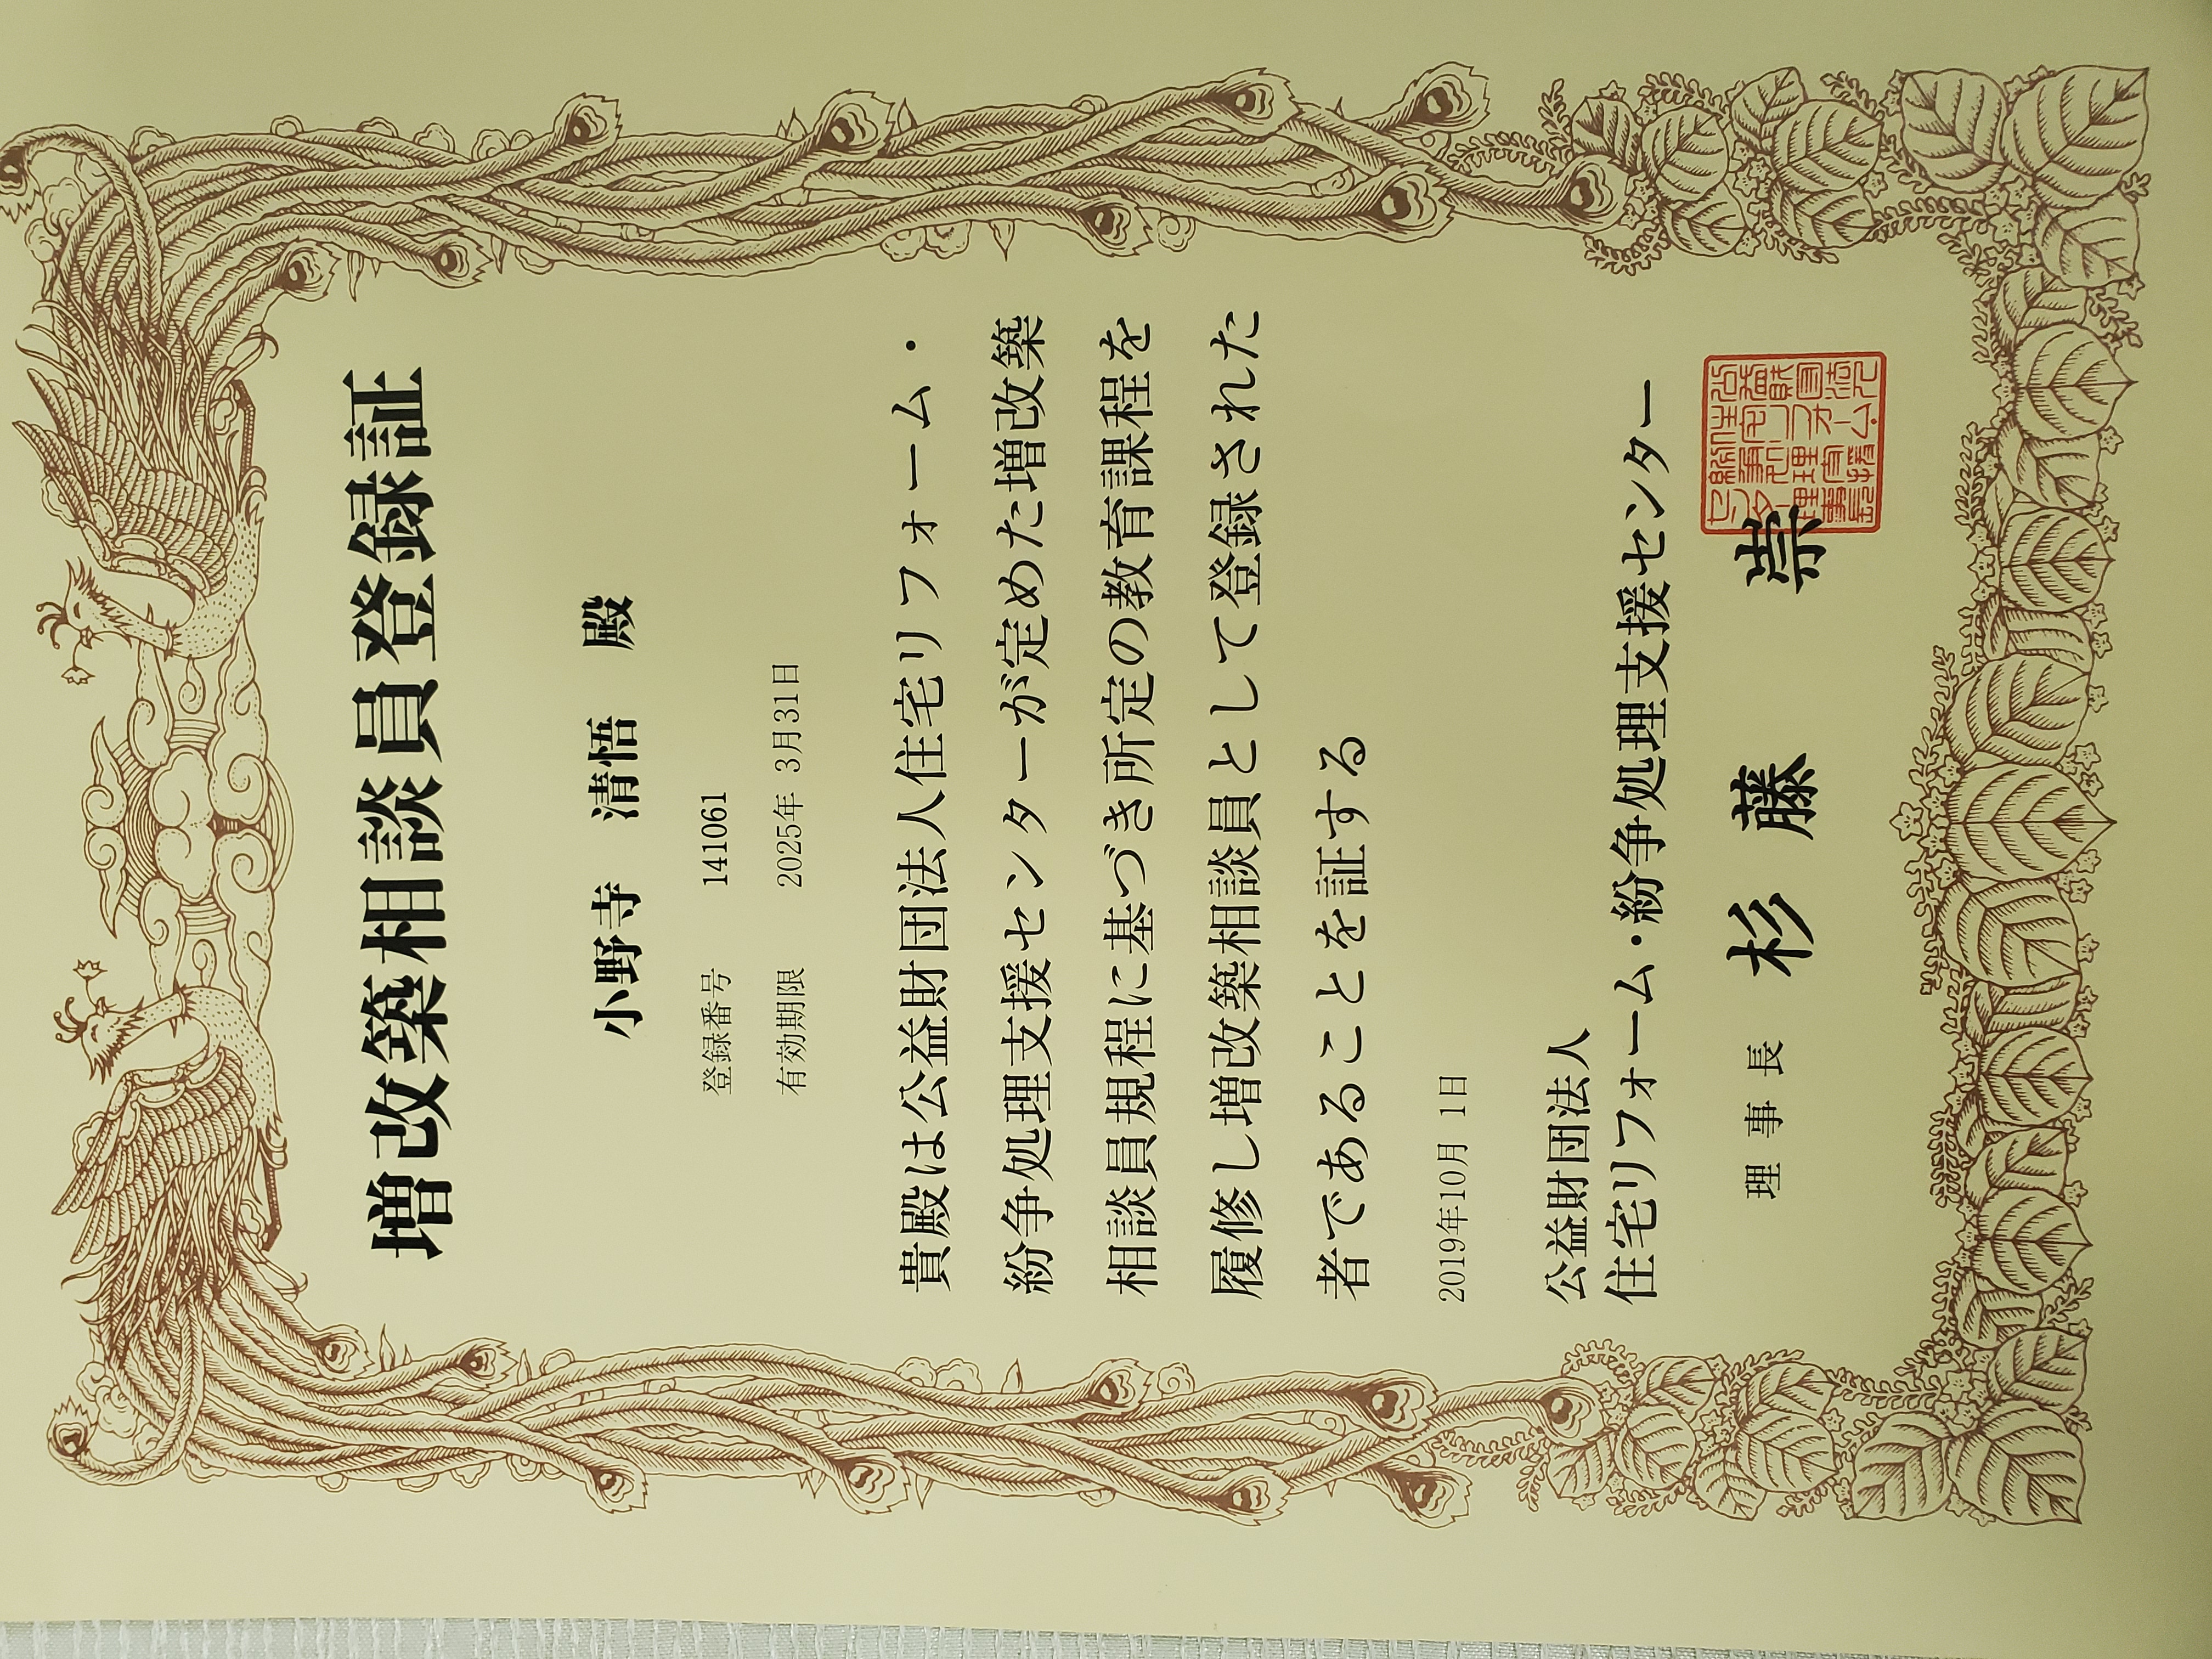 増改築相談員登録証
小野寺 清悟 殿
登録番号 141061
有効期限 2025年 3月31日
貴殿は公益財団法人住宅リフォーム・
紛争処理支援センターが定めた増改築
相談員規程に基づき所定の教育課程を
履修し増改築相談員として登録された
者であることを証する
2019年10月 1日
公益財団法人
住宅リフォーム・紛争処理支援センター
理事長 杉藤 崇